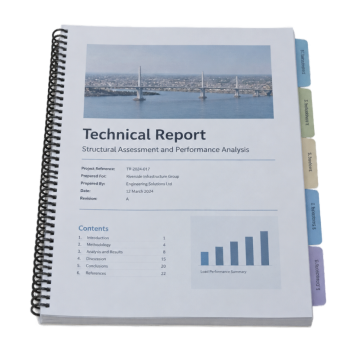 Technical Report
Structural Assessment and Performance Analysis
Project Reference: TR-2024-017
Prepared For: Infrastructure Group
Prepared By: Engineering Solutions Ltd
Date: 12 March 2024
Revision: A
Contents
1. Introduction 1
2. Methodology 4
3. Analysis and Results 8
4. Discussion 15
5. Conclusions 20
6. References 22
Load Performance Summary